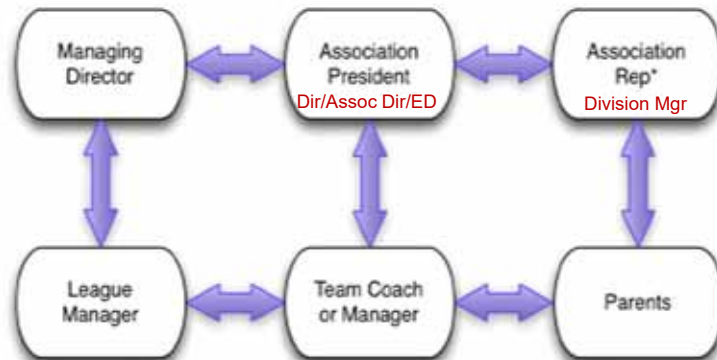 Managing
Director
Association
President
Dir/Assoc Dir/ED
Association
Rep*
Division Mgr
League
Manager
Team Coach
or Manager
Parents